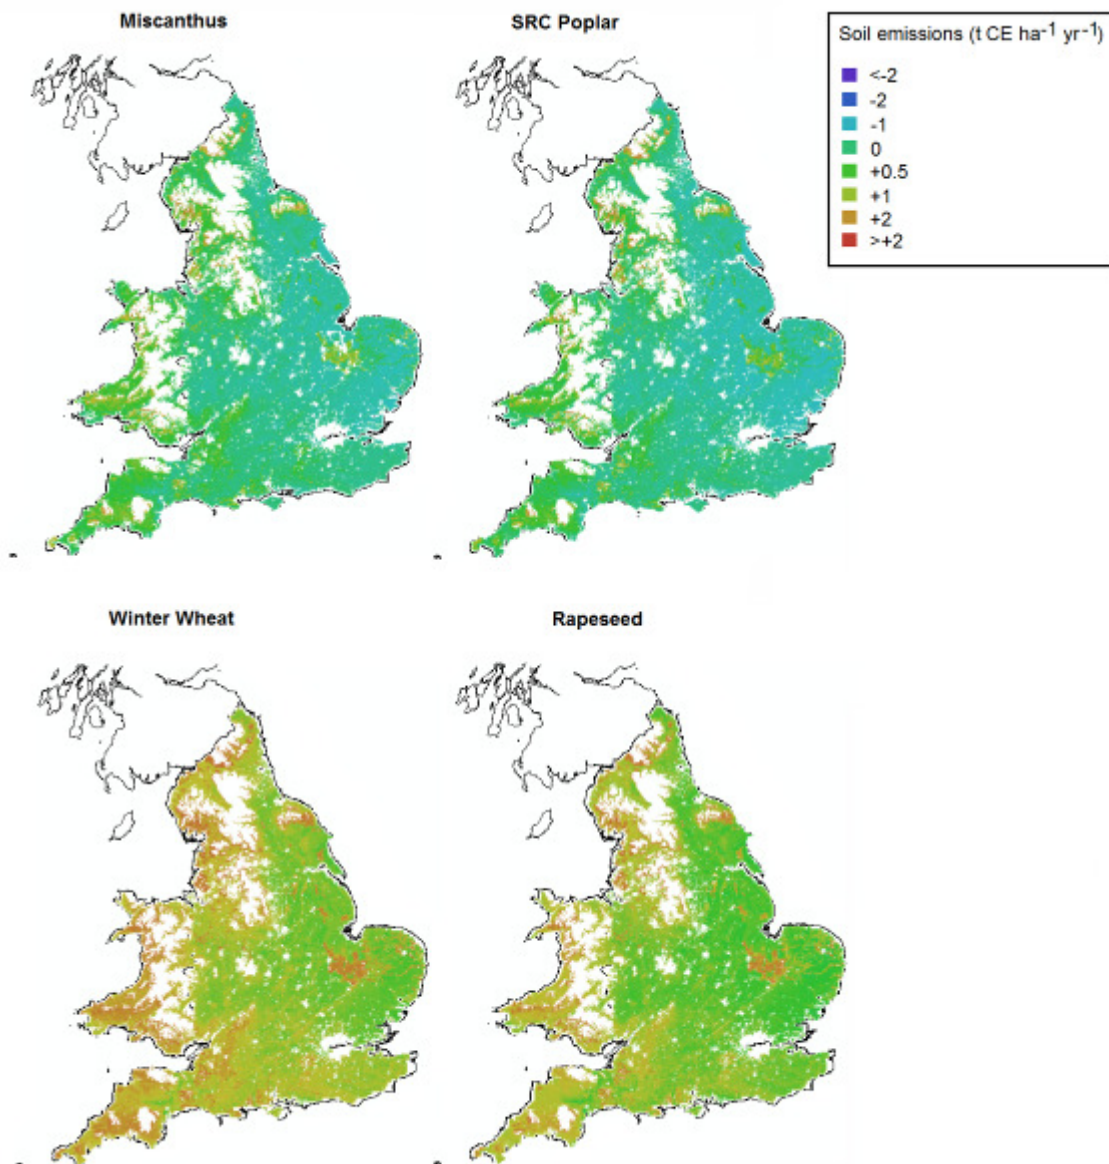 Miscanthus
SRC Poplar
Soil emissions (t CE ha⁻¹ yr⁻¹)
<-2
-2
-1
0
+0.5
+1
+2
>+2
Winter Wheat
Rapeseed